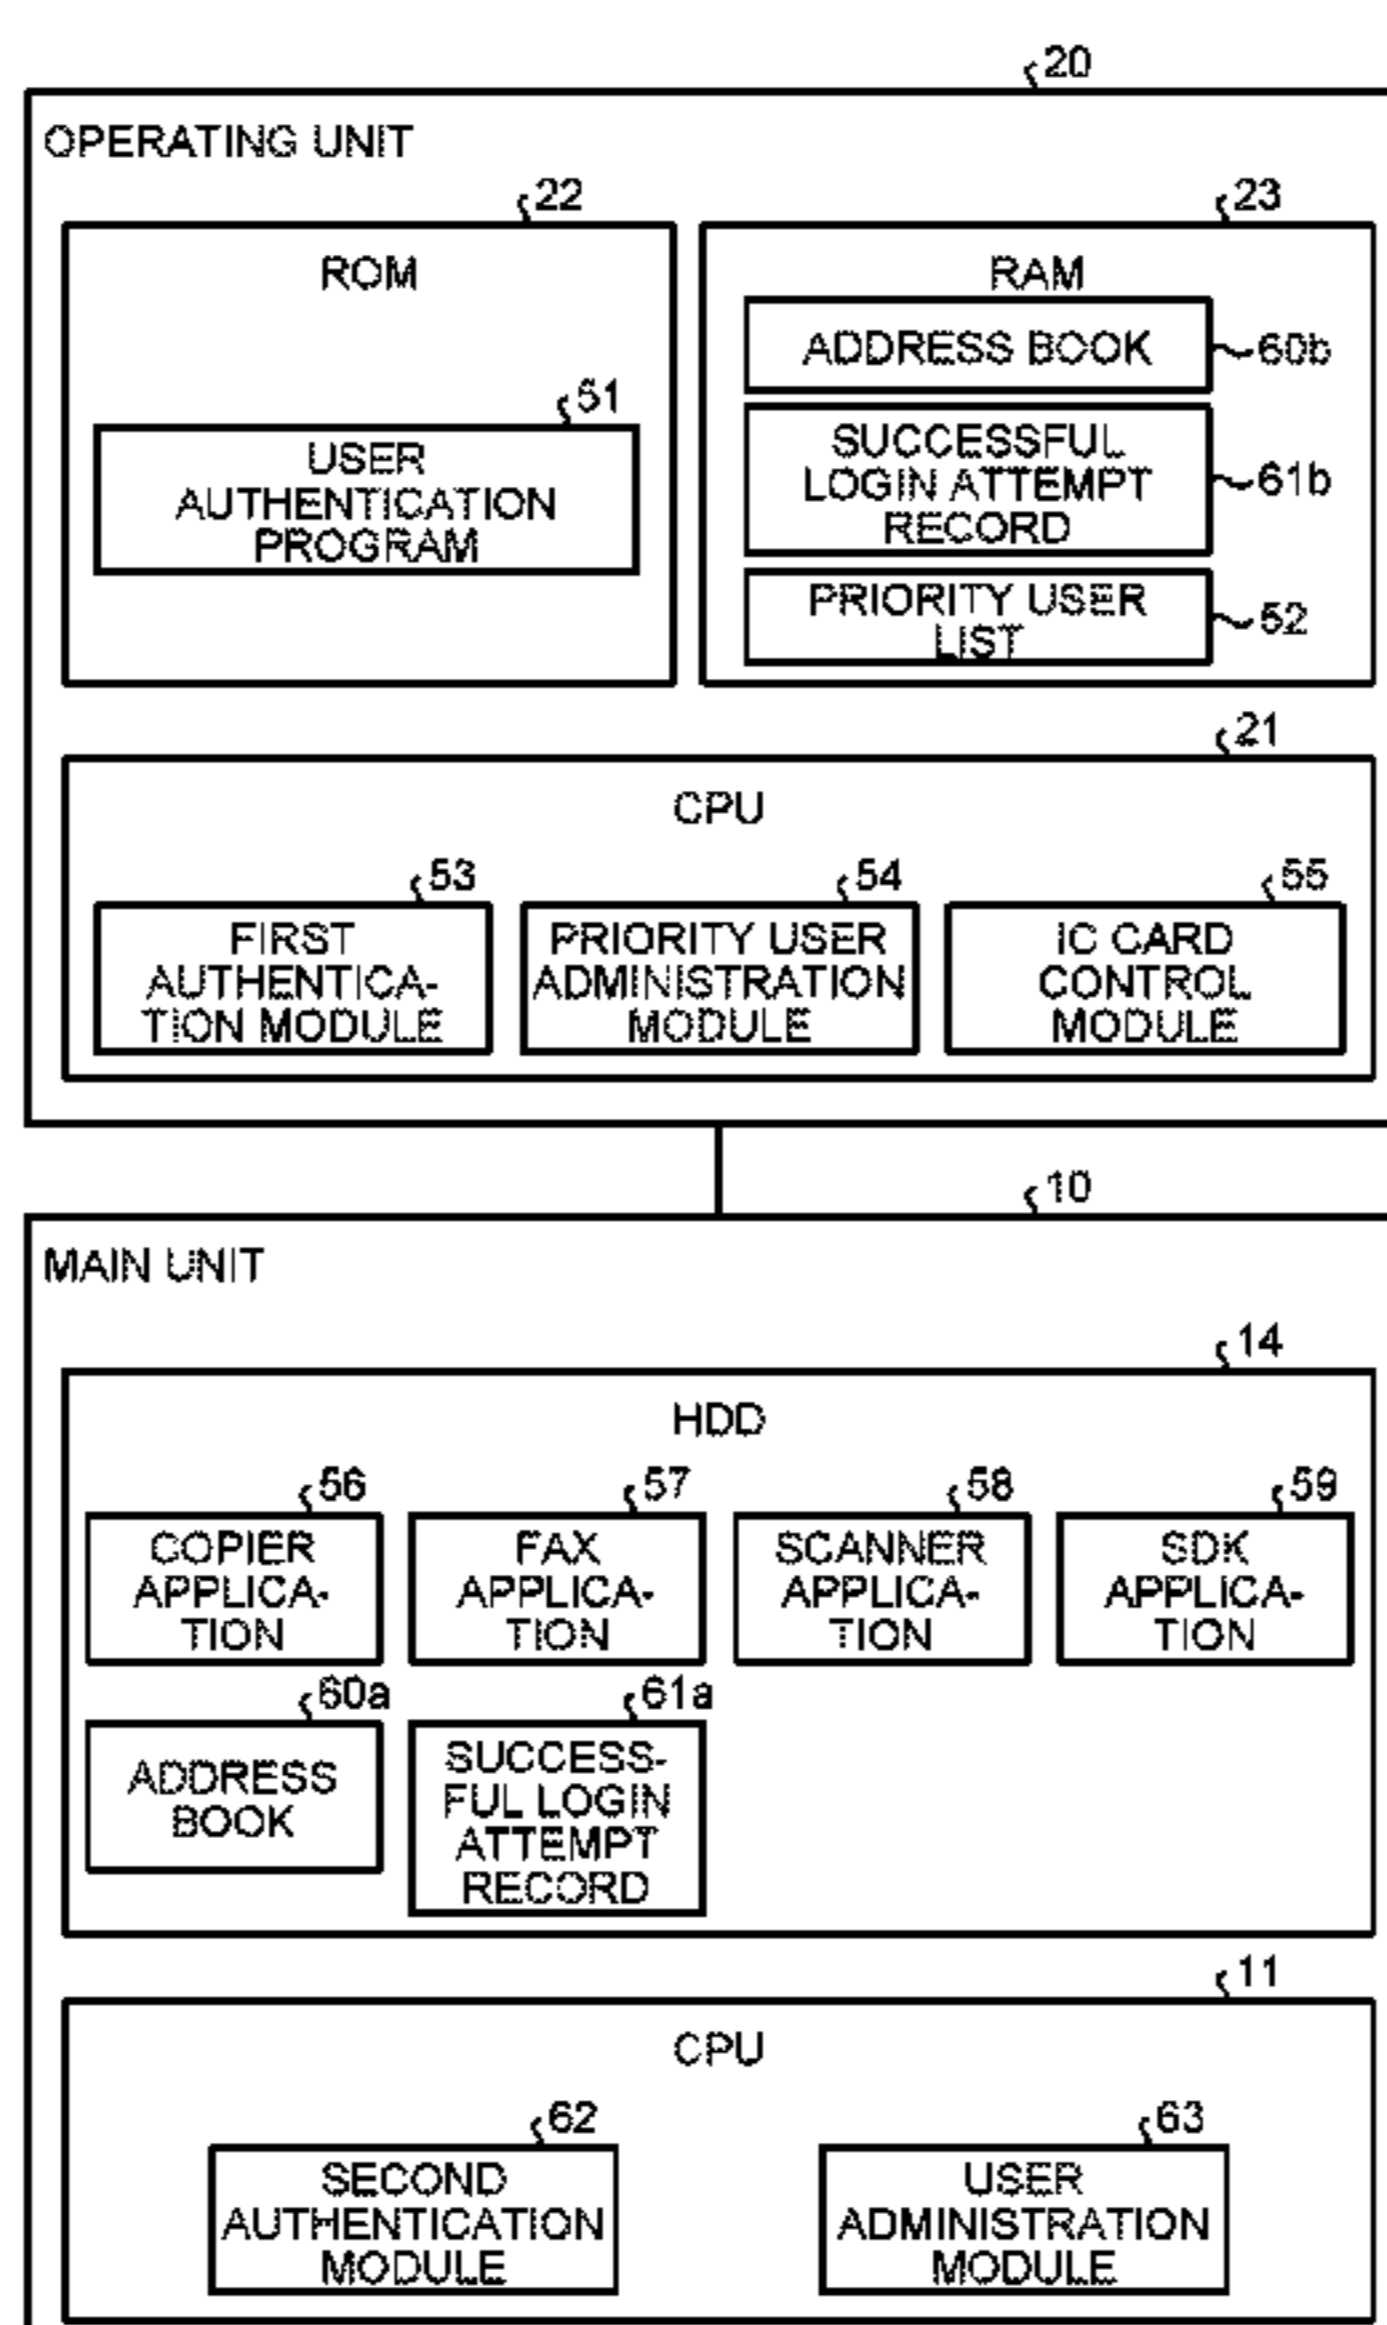 20
OPERATING UNIT
22
ROM
51
USER
AUTHENTICATION
PROGRAM
23
RAM
ADDRESS BOOK
60b
SUCCESSFUL
LOGIN ATTEMPT
RECORD
61b
PRIORITY USER
LIST
52
21
CPU
53
FIRST
AUTHENTICA-
TION MODULE
54
PRIORITY USER
ADMINISTRATION
MODULE
55
IC CARD
CONTROL
MODULE
10
MAIN UNIT
14
HDD
56
COPIER
APPLICA-
TION
57
FAX
APPLICA-
TION
58
SCANNER
APPLICA-
TION
59
SDK
APPLICA-
TION
60a
ADDRESS
BOOK
61a
SUCCESS-
FUL LOGIN
ATTEMPT
RECORD
11
CPU
62
SECOND
AUTHENTICATION
MODULE
63
USER
ADMINISTRATION
MODULE